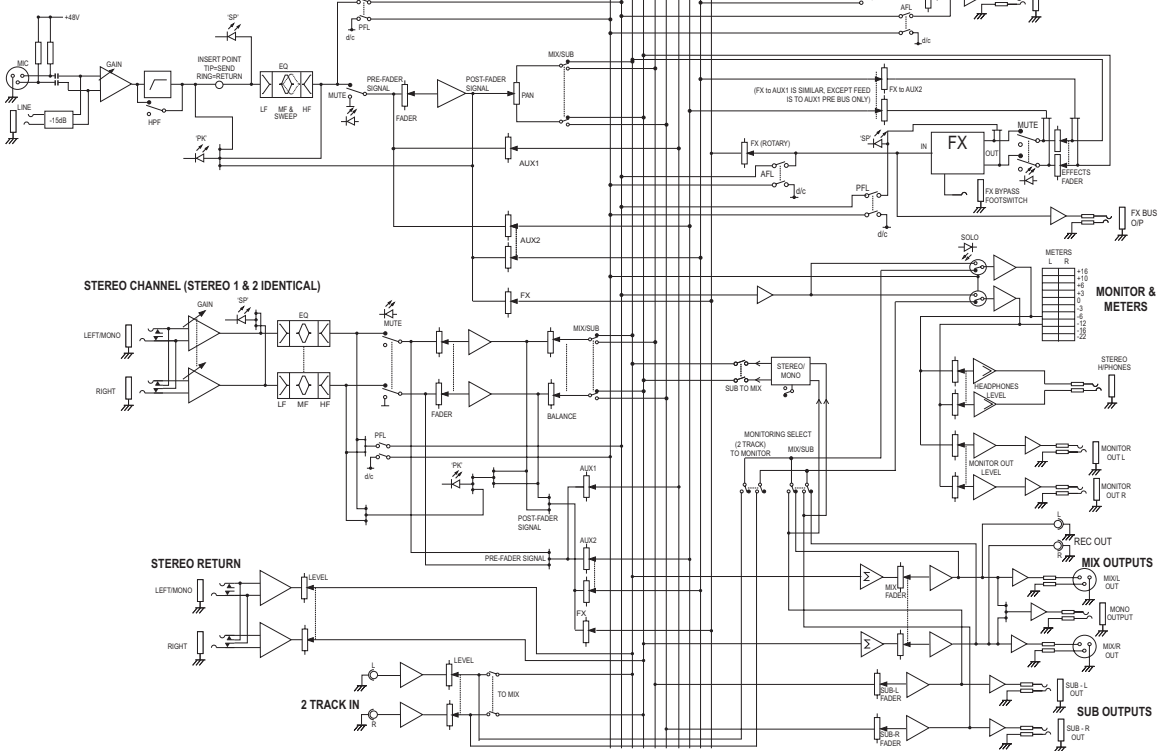 +48V
'SP'
PFL
d/c
AFL
d/c
MIC
GAIN
INSERT POINT
TIP=SEND
RING=RETURN
EQ
LF MF & SWEEP HF
MUTE
PRE-FADER
SIGNAL
FADER
POST-FADER
SIGNAL
PAN
MIX/SUB
LINE
-15dB
HPF
'PK'
AUX1
AUX2
FX
(FX to AUX1 IS SIMILAR, EXCEPT FEED
IS TO AUX1 PRE BUS ONLY)
FX to AUX2
FX (ROTARY)
AFL
d/c
'SP'
PFL
d/c
IN
FX
OUT
MUTE
EFFECTS
FADER
FX BYPASS
FOOTSWITCH
FX BUS
O/P
SOLO
METERS
L R
+16
+10
+6
+3
0
-3
-6
-12
-16
-22
MONITOR &
METERS
STEREO CHANNEL (STEREO 1 & 2 IDENTICAL)
GAIN
'SP'
EQ
MUTE
MIX/SUB
LEFT/MONO
RIGHT
LF MF HF
FADER
BALANCE
PFL
d/c
'PK'
POST-FADER
SIGNAL
AUX1
PRE-FADER SIGNAL
AUX2
FX
STEREO/
MONO
SUB TO MIX
STEREO
H/PHONES
HEADPHONES
LEVEL
MONITORING SELECT
(2 TRACK)
TO MONITOR
MIX/SUB
MONITOR
OUT L
MONITOR OUT
LEVEL
MONITOR
OUT R
L
REC OUT
R
STEREO RETURN
LEFT/MONO
LEVEL
RIGHT
MIX OUTPUTS
Σ
MIX
FADER
MIX/L
OUT
MONO
OUTPUT
Σ
MIX/R
OUT
2 TRACK IN
L
R
LEVEL
TO MIX
SUB-L
FADER
SUB - L
OUT
SUB OUTPUTS
SUB-R
FADER
SUB - R
OUT